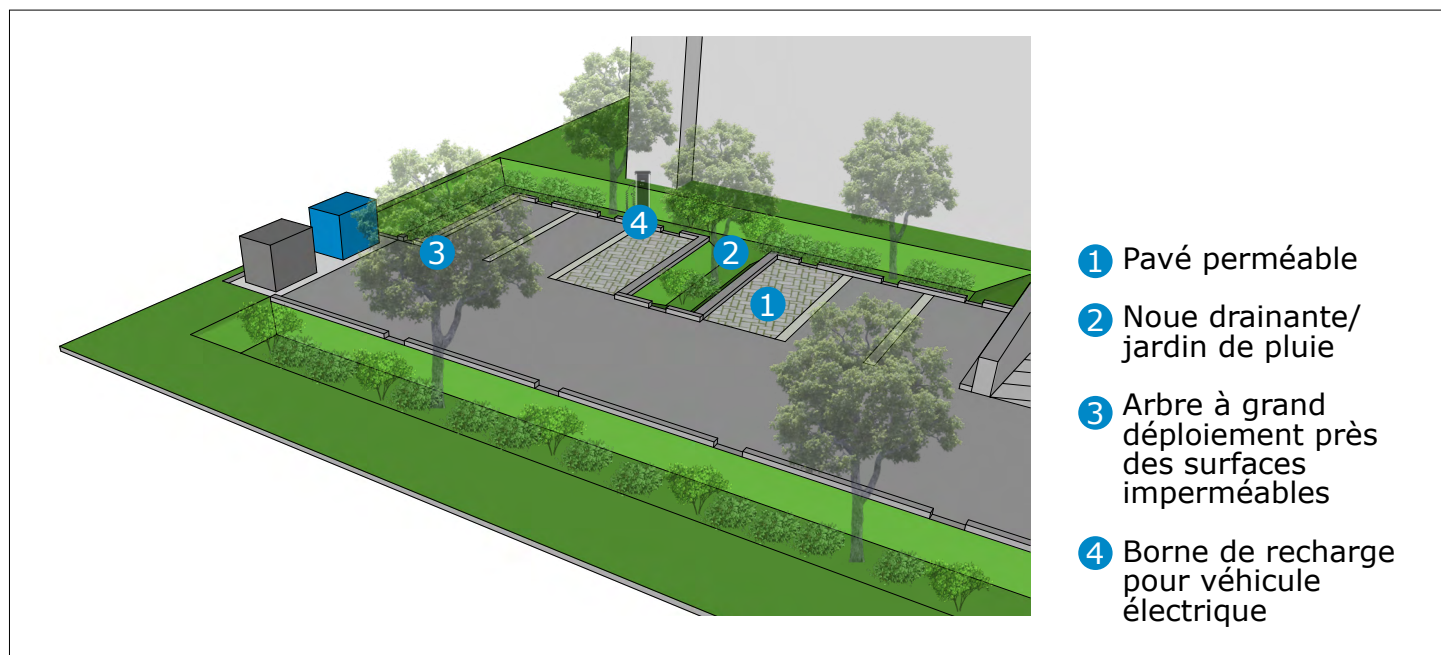 3
4
2
1
1 Pavé perméable
2 Noue drainante/
jardin de pluie
3 Arbre à grand
déploiement près
des surfaces
imperméables
4 Borne de recharge
pour véhicule
électrique